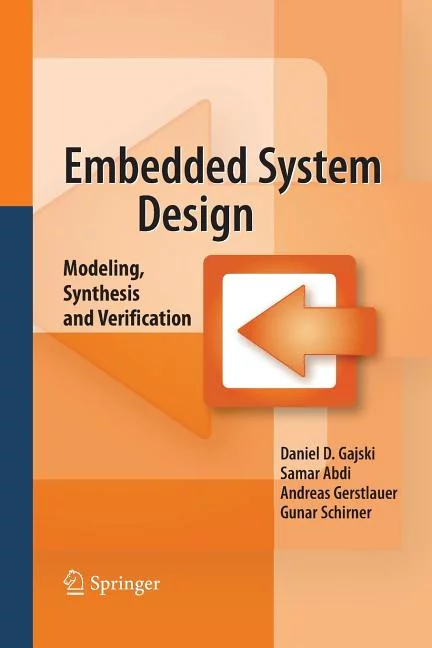 Embedded System
Design
Modeling,
Synthesis
and Verification
Daniel D. Gajski
Samar Abdi
Andreas Gerstlauer
Gunar Schirner
Springer